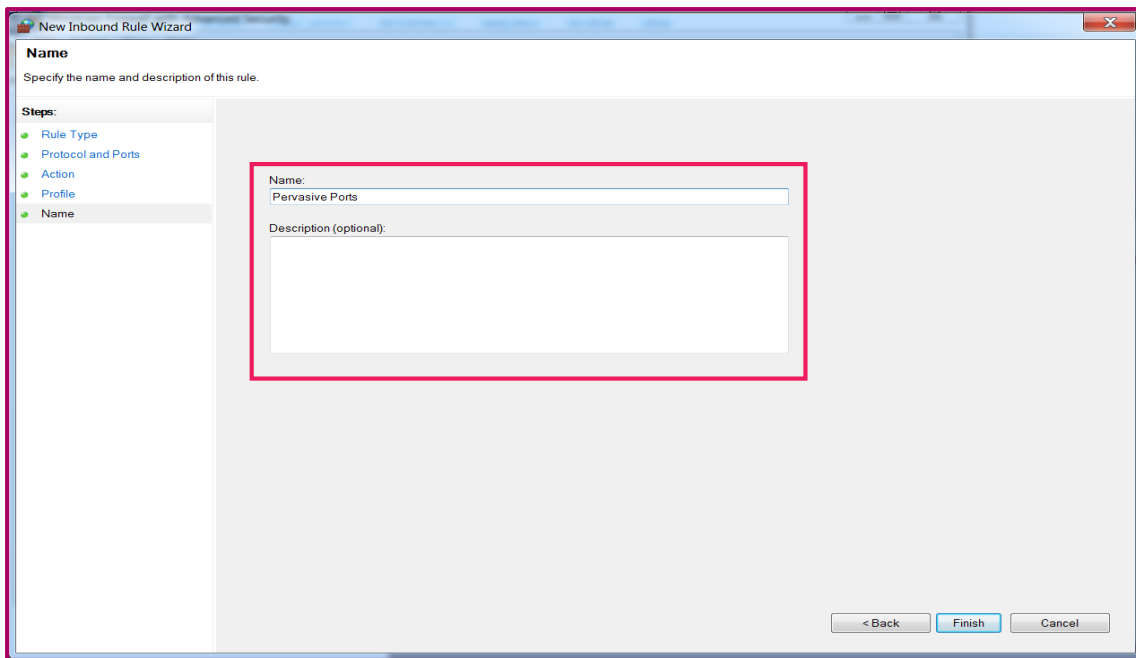 New Inbound Rule Wizard
Name
Specify the name and description of this rule.
Steps:
Rule Type
Protocol and Ports
Action
Profile
Name
Name:
Pervasive Ports
Description (optional):
< Back
Finish
Cancel